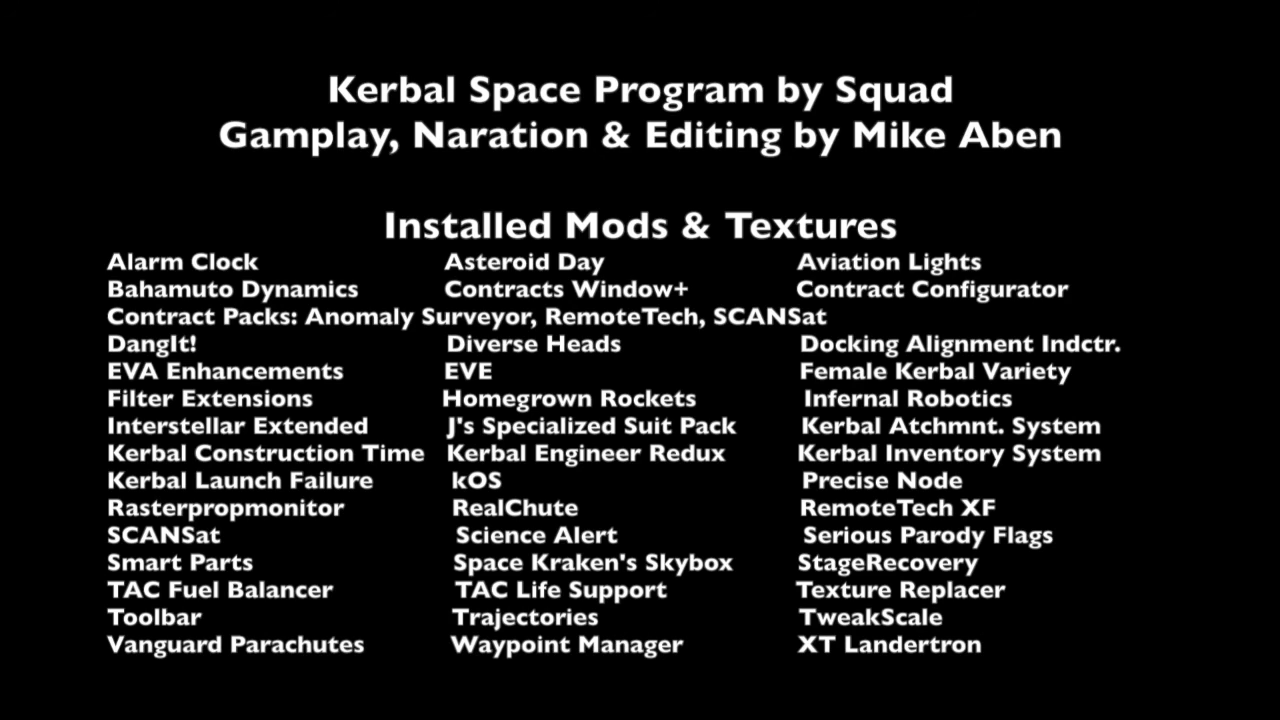 Kerbal Space Program by Squad
Gamplay, Naration & Editing by Mike Aben
Installed Mods & Textures
Alarm Clock Asteroid Day Aviation Lights
Bahamuto Dynamics Contracts Window+ Contract Configurator
Contract Packs: Anomaly Surveyor, RemoteTech, SCANSat
DangIt! Diverse Heads Docking Alignment Indctr.
EVA Enhancements EVE Female Kerbal Variety
Filter Extensions Homegrown Rockets Infernal Robotics
Interstellar Extended J's Specialized Suit Pack Kerbal Atchmnt. System
Kerbal Construction Time Kerbal Engineer Redux Kerbal Inventory System
Kerbal Launch Failure kOS Precise Node
Rasterpropmonitor RealChute RemoteTech XF
SCANSat Science Alert Serious Parody Flags
Smart Parts Space Kraken's Skybox StageRecovery
TAC Fuel Balancer TAC Life Support Texture Replacer
Toolbar Trajectories TweakScale
Vanguard Parachutes Waypoint Manager XT Landertron